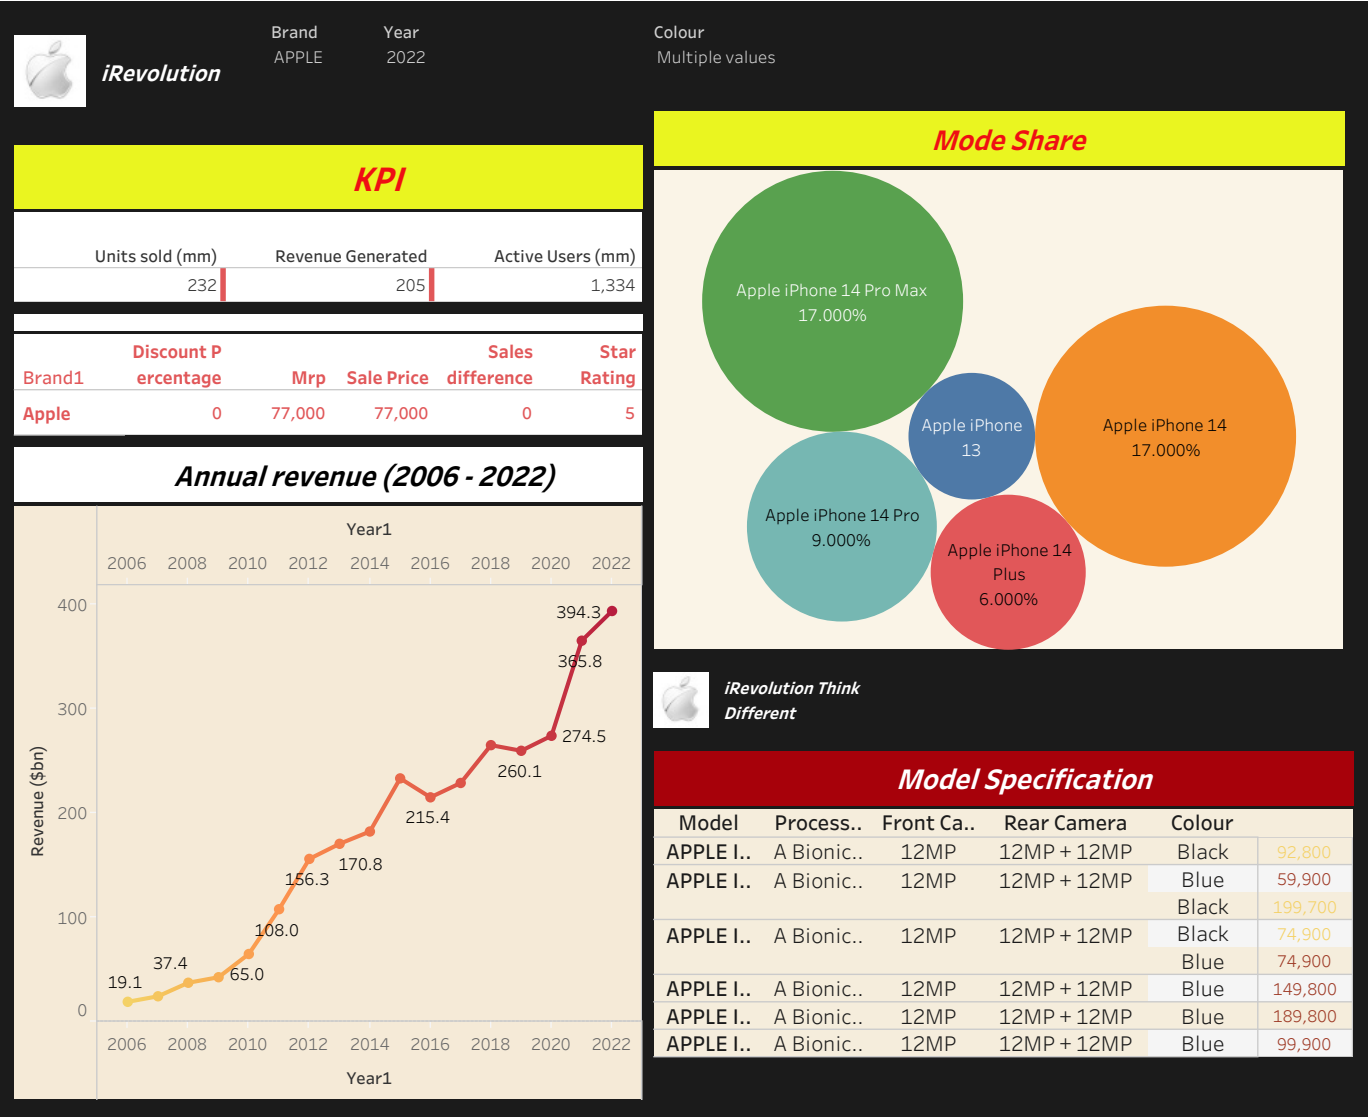 Brand Year
APPLE 2022
Colour
Multiple values
iRevolution
KPI
Units sold (mm) Revenue Generated Active Users (mm)
232 205 1,334
Discount P Sales Star
Brand1 ercentage Mrp Sale Price difference Rating
Apple 0 77,000 77,000 0 5
Annual revenue (2006 - 2022)
Year1
2006 2008 2010 2012 2014 2016 2018 2020 2022
Revenue ($bn)
400
300
200
100
0
19.1
37.4
65.0
108.0
156.3
170.8
215.4
260.1
274.5
365.8
394.3
2006 2008 2010 2012 2014 2016 2018 2020 2022
Year1
Mode Share
Apple iPhone 14 Pro Max
17.000%
Apple iPhone
13
Apple iPhone 14
17.000%
Apple iPhone 14 Pro
9.000%
Apple iPhone 14
Plus
6.000%
iRevolution Think
Different
Model Specification
Model Process.. Front Ca.. Rear Camera Colour
APPLE I.. A Bionic.. 12MP 12MP + 12MP Black 92,800
APPLE I.. A Bionic.. 12MP 12MP + 12MP Blue 59,900
Black 199,700
APPLE I.. A Bionic.. 12MP 12MP + 12MP Black 74,900
Blue 74,900
APPLE I.. A Bionic.. 12MP 12MP + 12MP Blue 149,800
APPLE I.. A Bionic.. 12MP 12MP + 12MP Blue 189,800
APPLE I.. A Bionic.. 12MP 12MP + 12MP Blue 99,900